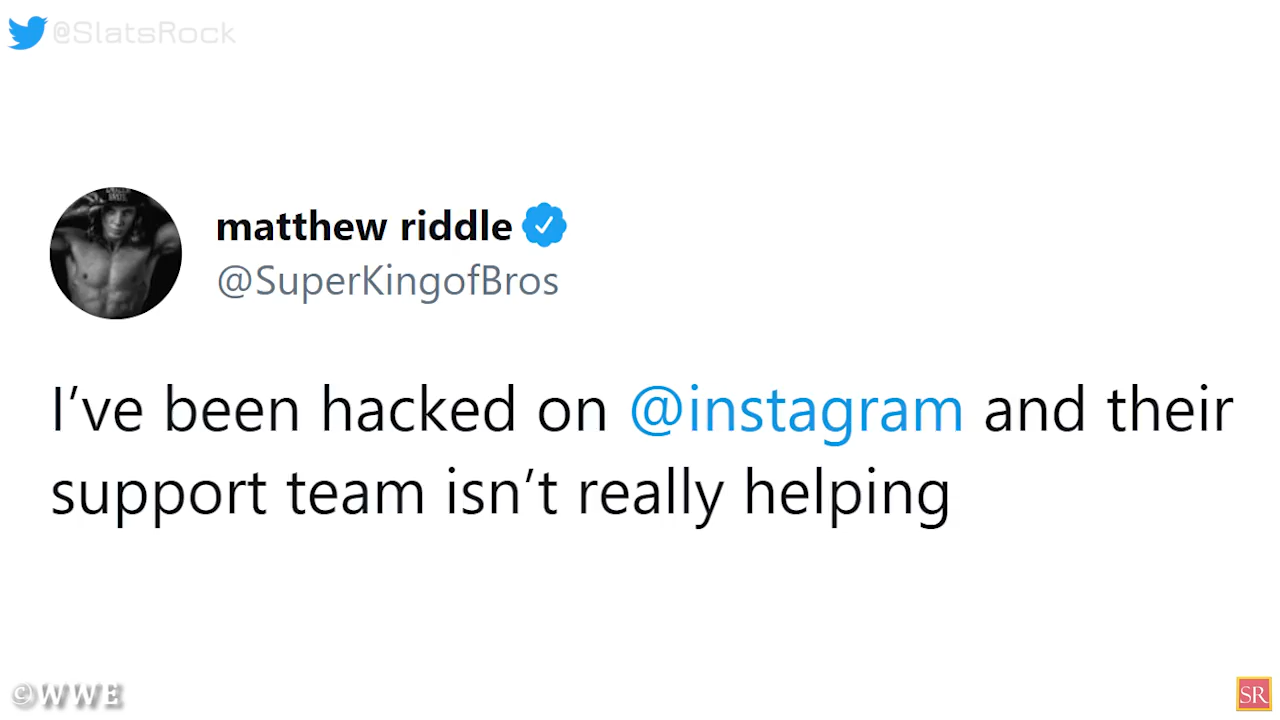 @SlatsRock
matthew riddle
@SuperKingofBros
I’ve been hacked on @instagram and their
support team isn’t really helping
©WWE
SR